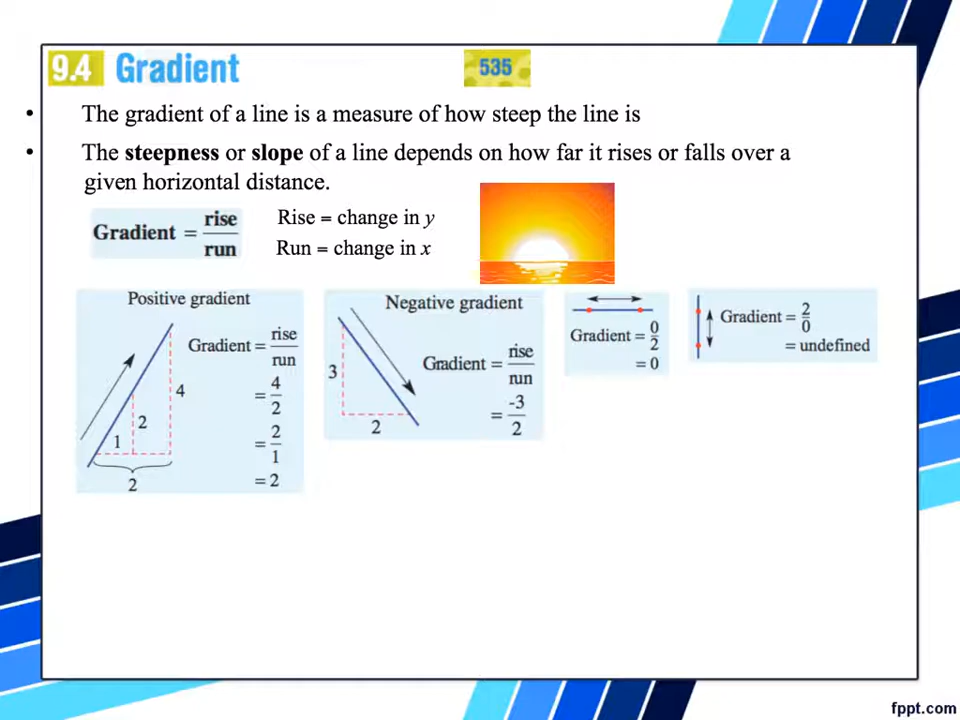 9.4 Gradient
535
• The gradient of a line is a measure of how steep the line is
• The steepness or slope of a line depends on how far it rises or falls over a
given horizontal distance.
Gradient = rise/run
Rise = change in y
Run = change in x
Positive gradient
Gradient = rise/run
= 4/2
= 2/1
= 2
4
2
1
2
Negative gradient
Gradient = rise/run
= -3/2
3
2
Gradient = 0/2
= 0
Gradient = 2/0
= undefined
fppt.com